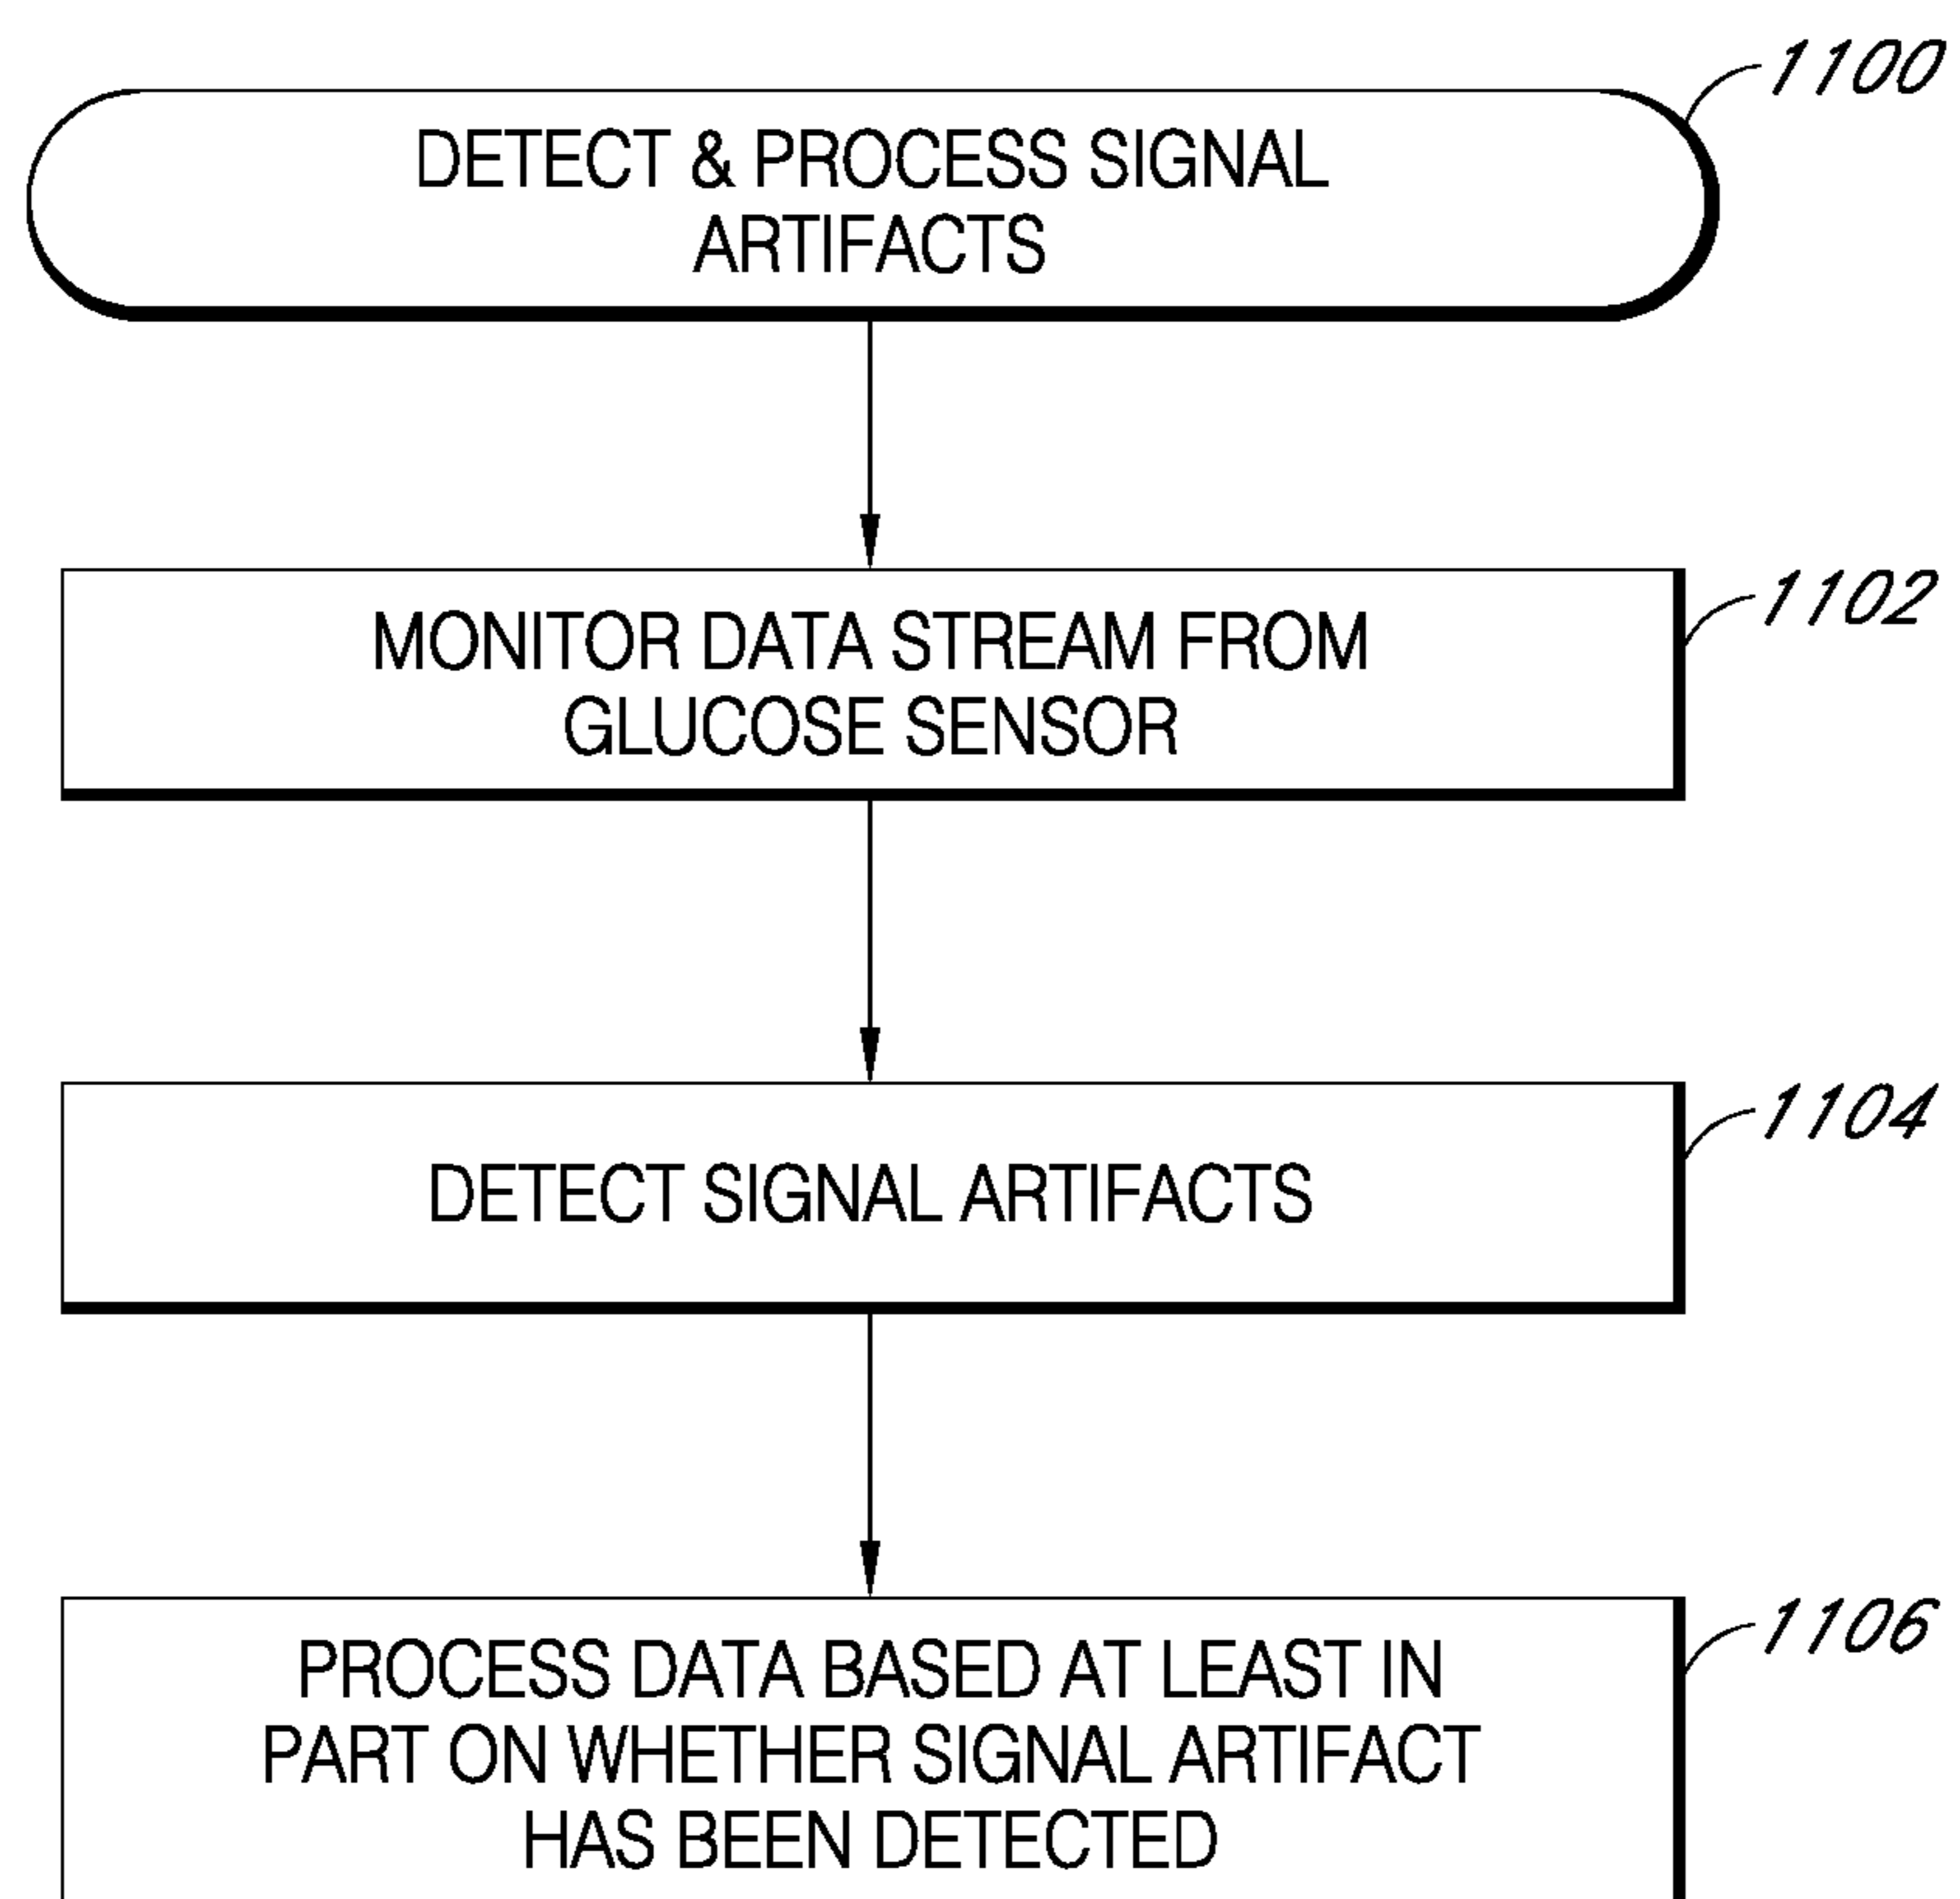 1100
DETECT & PROCESS SIGNAL
ARTIFACTS
1102
MONITOR DATA STREAM FROM
GLUCOSE SENSOR
1104
DETECT SIGNAL ARTIFACTS
1106
PROCESS DATA BASED AT LEAST IN
PART ON WHETHER SIGNAL ARTIFACT
HAS BEEN DETECTED